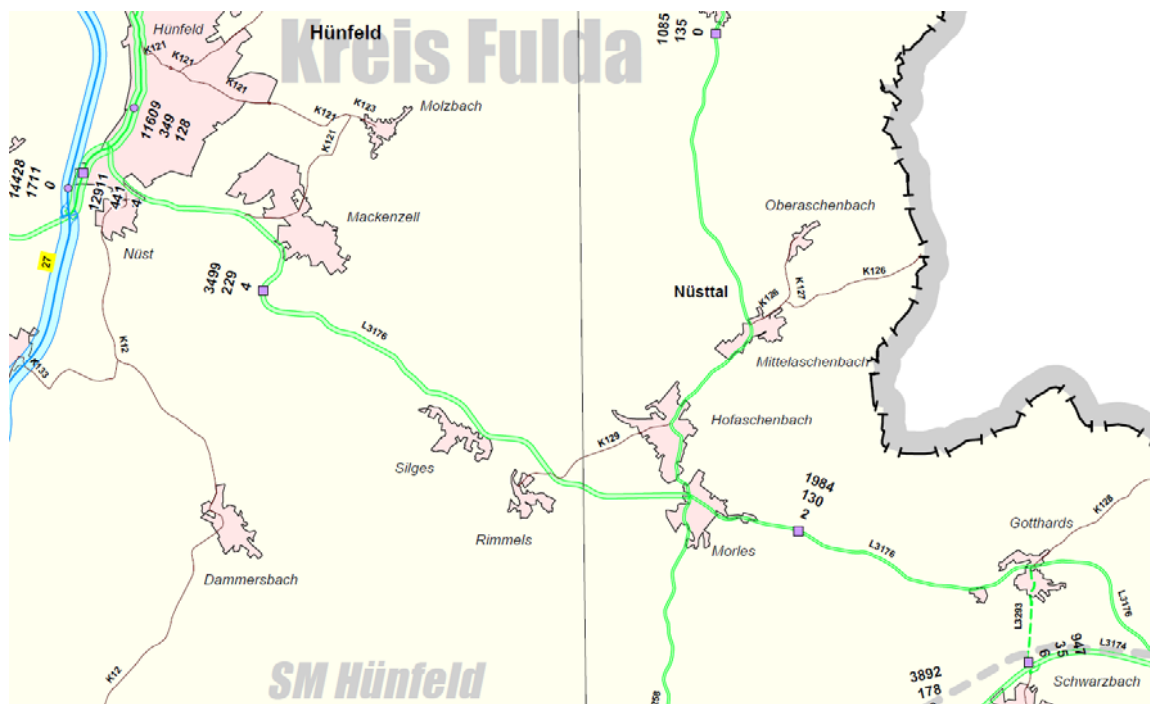 Hünfeld
Hünfeld
Kreis Fulda
1085
135
0
K121
K121
K121
K121
K123
K121
Molzbach
11609
349
128
14428
1711
0
12911
441
4
Mackenzell
Nüst
27
3499
229
4
Oberaschenbach
K126
K127
K126
Nüsttal
Mittelaschenbach
L3176
K12
K133
Hofaschenbach
K129
Silges
Rimmels
1984
130
2
Morles
L3176
K128
Gotthards
Dammersbach
L3293
L3176
947
35
6
L3174
3892
178
Schwarzbach
K12
SM Hünfeld